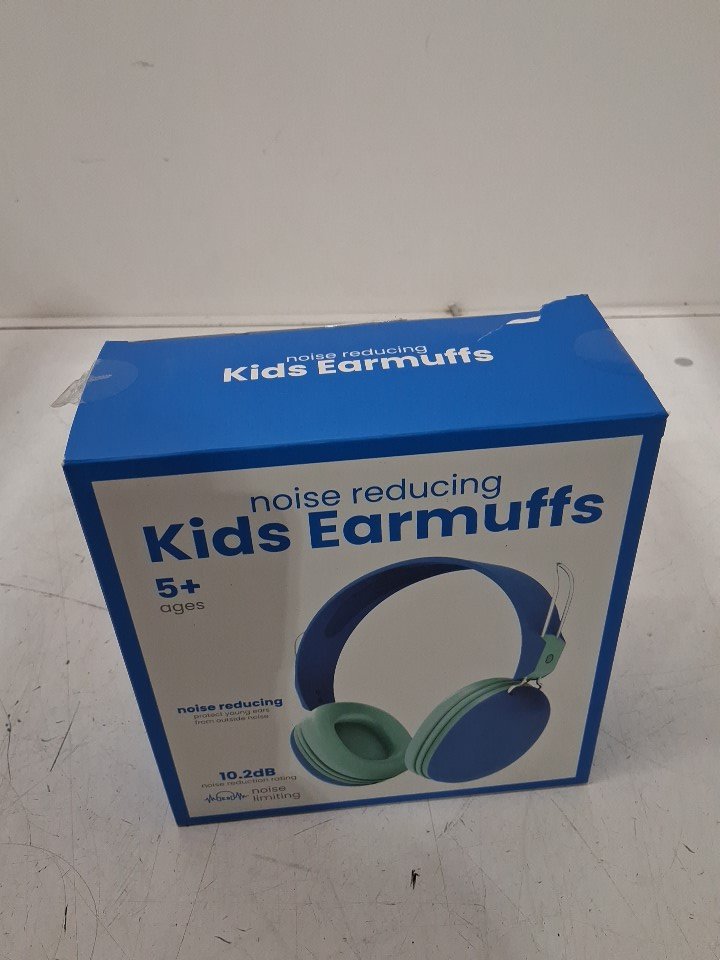 noise reducing
Kids Earmuffs
noise reducing
Kids Earmuffs
5+
ages
noise reducing
protect young ears
from outside noise
10.2dB
noise reduction rating
noise
limiting